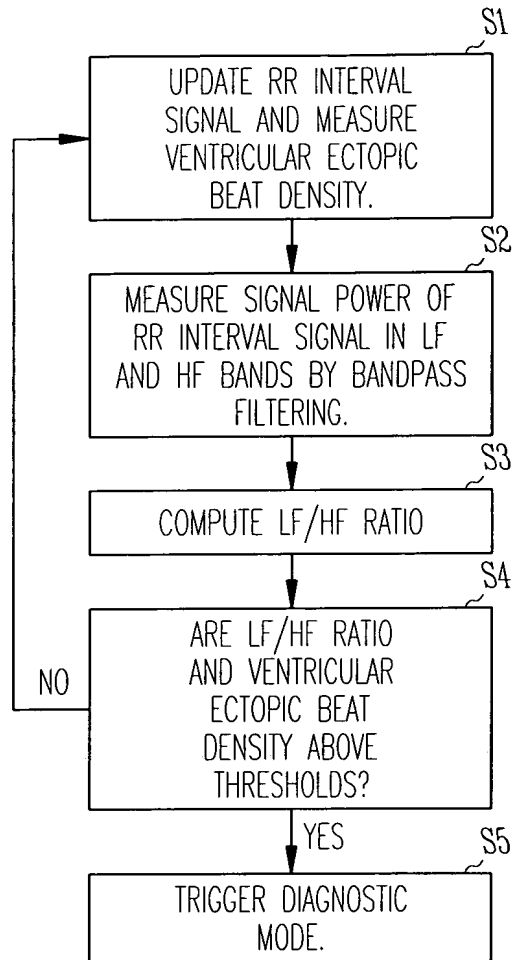 S1
UPDATE RR INTERVAL
SIGNAL AND MEASURE
VENTRICULAR ECTOPIC
BEAT DENSITY.
S2
MEASURE SIGNAL POWER OF
RR INTERVAL SIGNAL IN LF
AND HF BANDS BY BANDPASS
FILTERING.
S3
COMPUTE LF/HF RATIO
S4
ARE LF/HF RATIO
AND VENTRICULAR
ECTOPIC BEAT
DENSITY ABOVE
THRESHOLDS?
NO
YES
S5
TRIGGER DIAGNOSTIC
MODE.